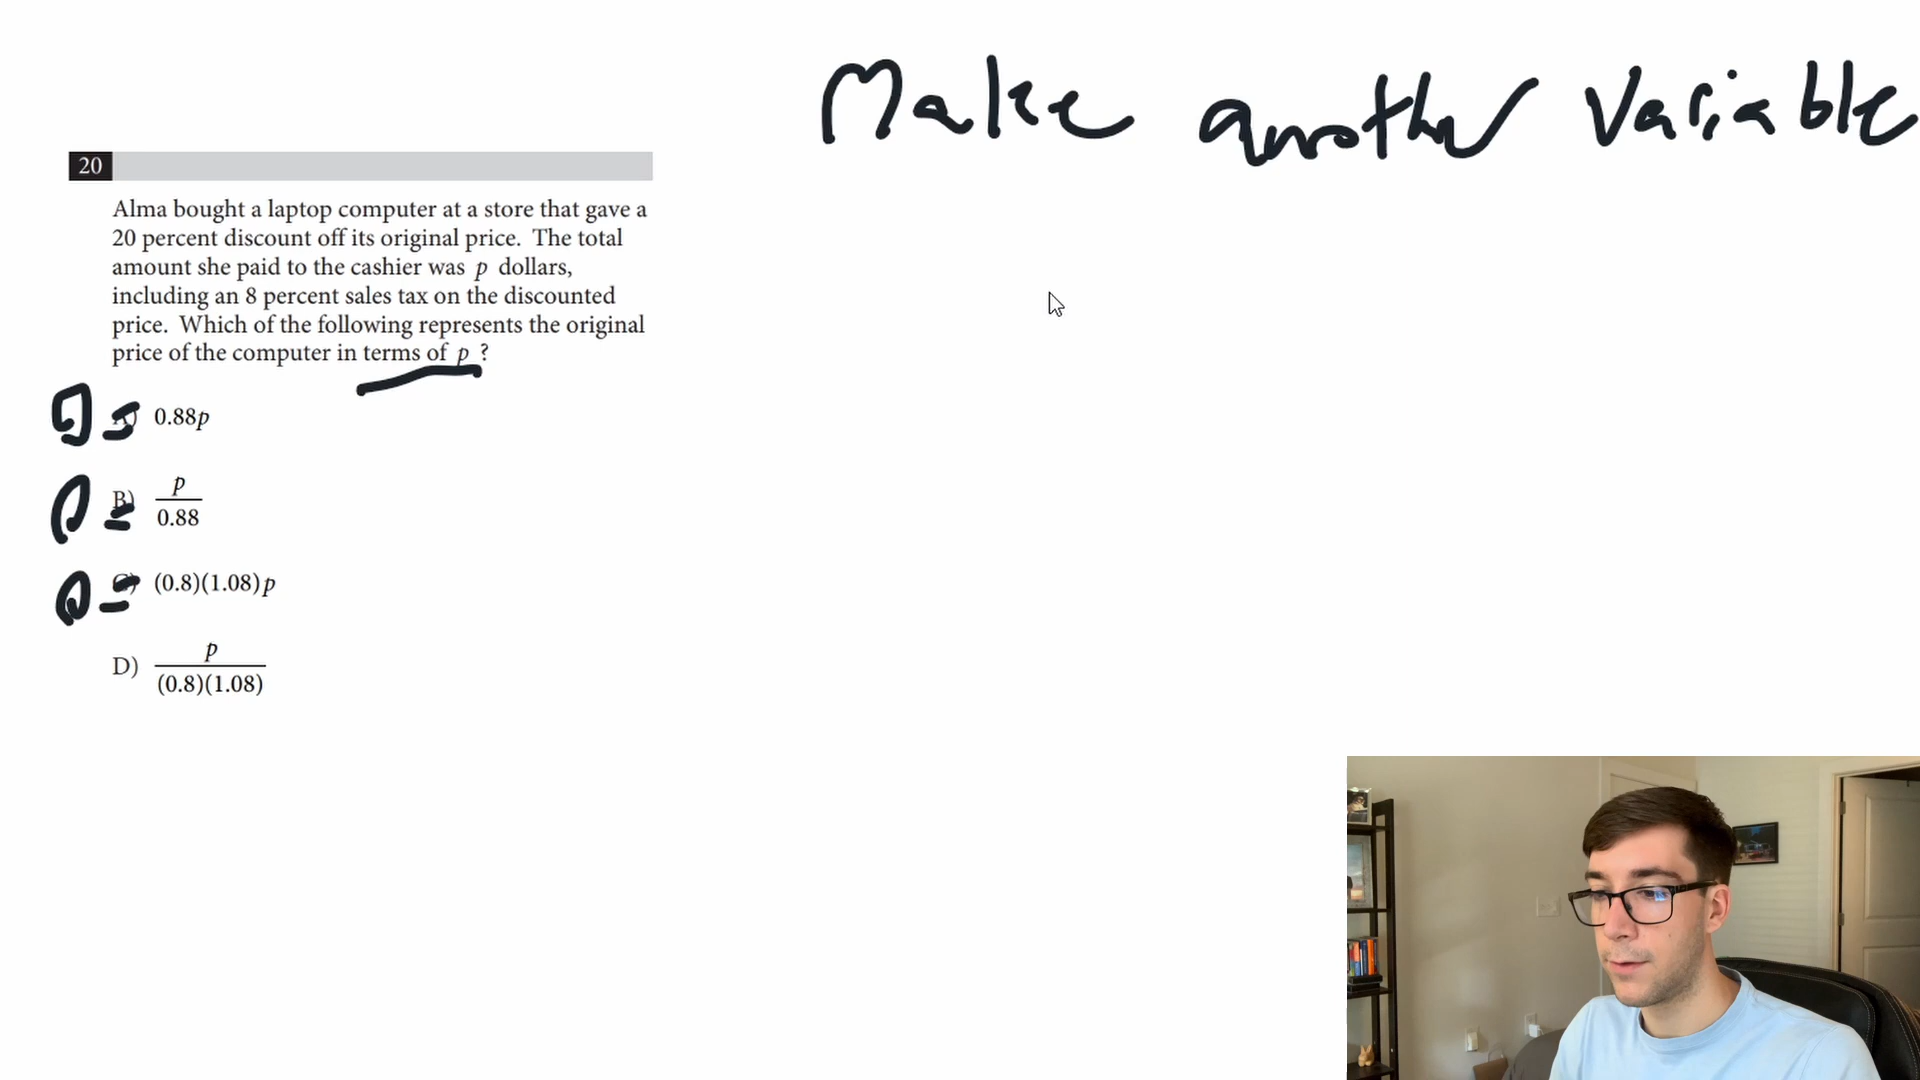 Make another Variable
20
Alma bought a laptop computer at a store that gave a
20 percent discount off its original price. The total
amount she paid to the cashier was p dollars,
including an 8 percent sales tax on the discounted
price. Which of the following represents the original
price of the computer in terms of p ?
= 0.88p
B) p/0.88
= (0.8)(1.08)p
D) p/(0.8)(1.08)